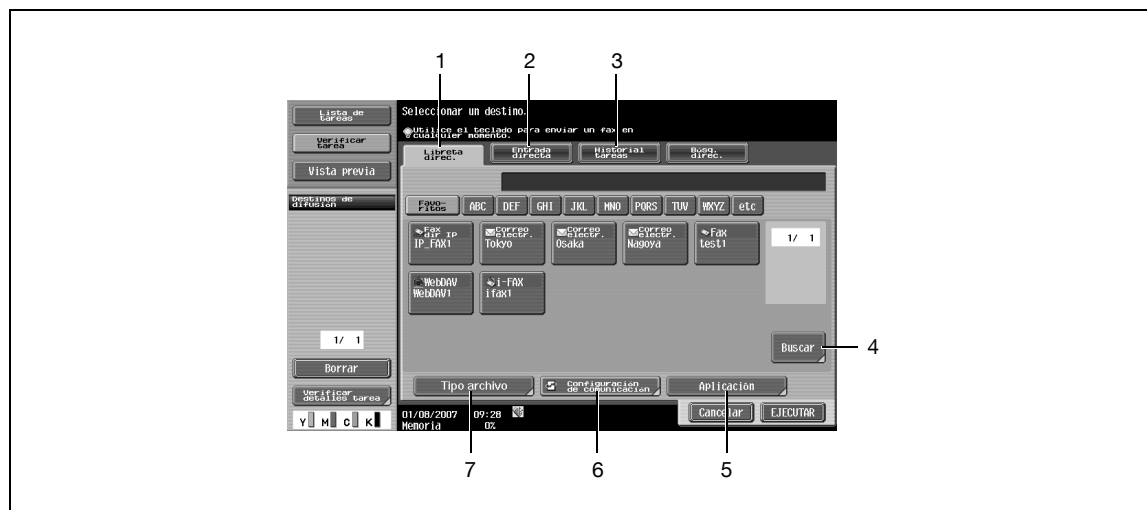 1 2 3
Lista de
tareas
Verificar
tarea
Vista previa
Destinos de
difusión
1/ 1
Borrar
Verificar
detalles tarea
Y M C K
Seleccionar un destino.
Utilice el teclado para enviar un fax en
cualquier momento.
Libreta
direc.
Entrada
directa
Historial
tareas
Búsq.
direc.
Favo-
ritos
ABC DEF GHI JKL MNO PQRS TUV WXYZ etc
Fax
dir IP
IP_FAX1
Correo
electr.
Tokyo
Correo
electr.
Osaka
Correo
electr.
Nagoya
Fax
test1
1/ 1
WebDAV
WebDAV1
i-FAX
ifax1
Buscar
4
Tipo archivo
Configuración
de comunicación
Aplicación
01/08/2007 09:28
Memoria 0%
Cancelar
EJECUTAR
7 6 5